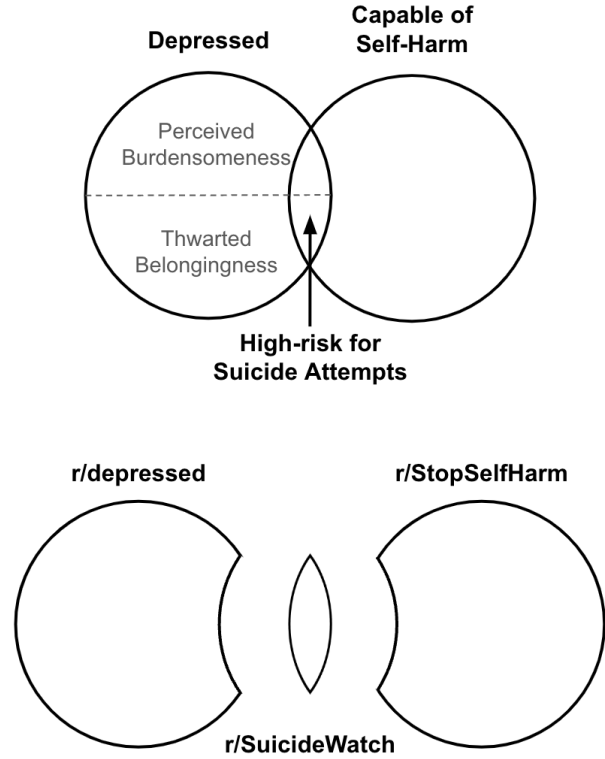 Depressed
Capable of
Self-Harm
Perceived
Burdensomeness
Thwarted
Belongingness
High-risk for
Suicide Attempts
r/depressed
r/StopSelfHarm
r/SuicideWatch